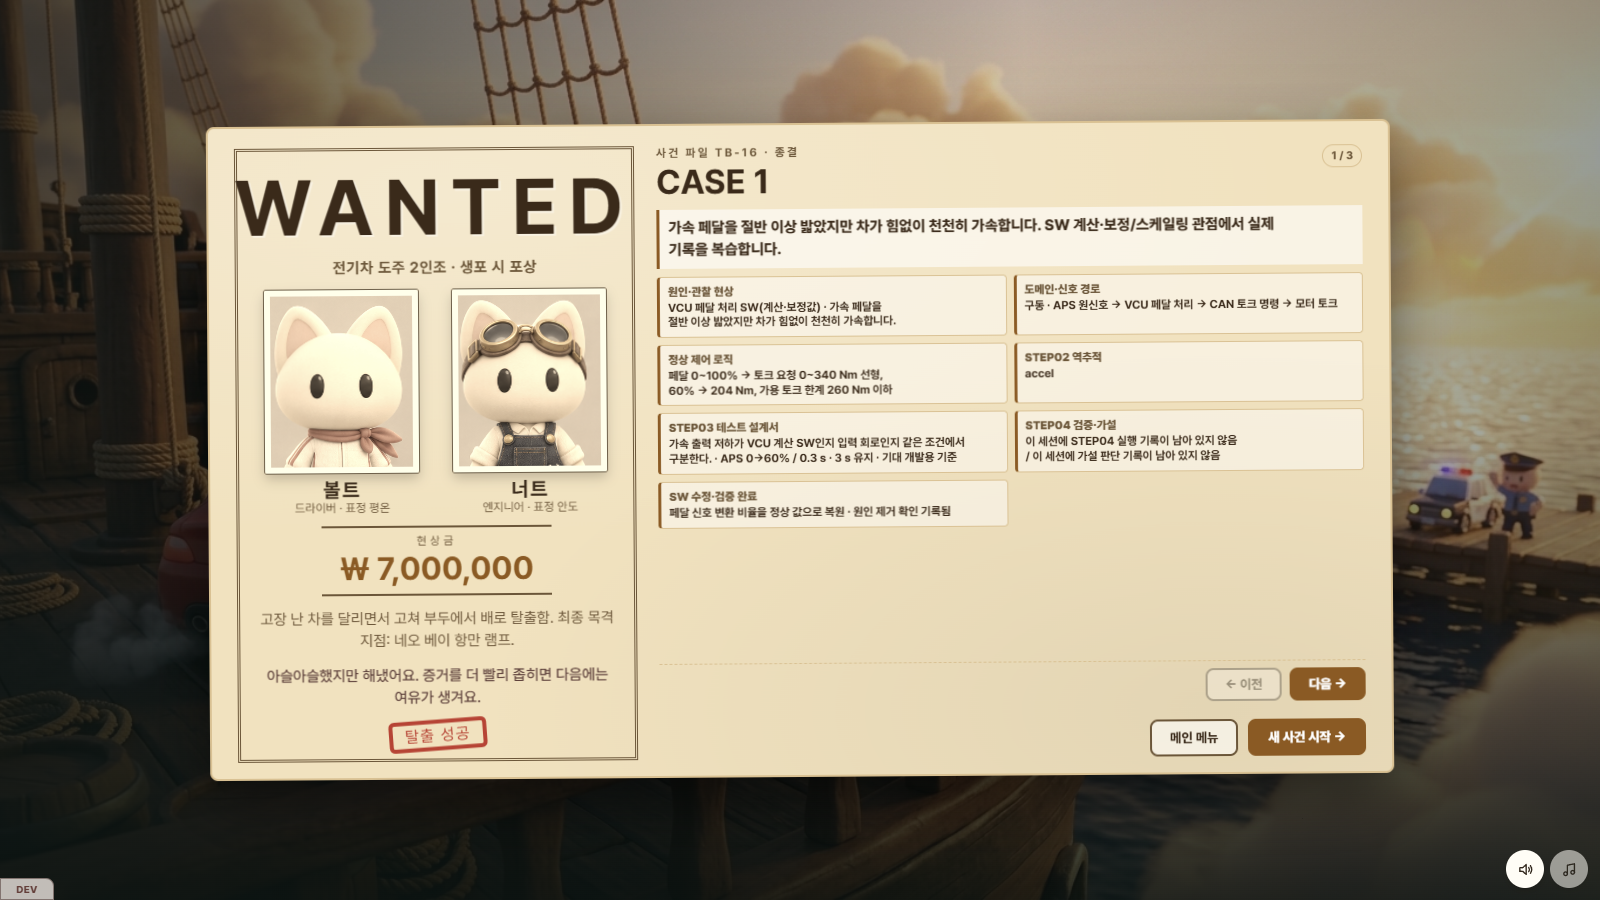 WANTED
전기차 도주 2인조 · 생포 시 포상
볼트
드라이버 · 표정 평온
너트
엔지니어 · 표정 안도
현상금
₩ 7,000,000
고장 난 차를 달리면서 고쳐 부두에서 배로 탈출함. 최종 목격
지점: 네오 베이 항만 램프.
아슬아슬했지만 해냈어요. 증거를 더 빨리 좁히면 다음에는
여유가 생겨요.
탈출 성공
사건 파일 TB-16 · 종결
1 / 3
CASE 1
가속 페달을 절반 이상 밟았지만 차가 힘없이 천천히 가속합니다. SW 계산·보정/스케일링 관점에서 실제
기록을 복습합니다.
원인·관찰 현상
VCU 페달 처리 SW(계산·보정값) · 가속 페달을
절반 이상 밟았지만 차가 힘없이 천천히 가속합니다.
도메인·신호 경로
구동 · APS 원신호 → VCU 페달 처리 → CAN 토크 명령 → 모터 토크
정상 제어 로직
페달 0~100% → 토크 요청 0~340 Nm 선형,
60% → 204 Nm, 가용 토크 한계 260 Nm 이하
STEP02 역추적
accel
STEP03 테스트 설계서
가속 출력 저하가 VCU 계산 SW인지 입력 회로인지 같은 조건에서
구분한다. · APS 0→60% / 0.3 s · 3 s 유지 · 기대 개발용 기준
STEP04 검증·가설
이 세션에 STEP04 실행 기록이 남아 있지 않음
/ 이 세션에 가설 판단 기록이 남아 있지 않음
SW 수정·검증 완료
페달 신호 변환 비율을 정상 값으로 복원 · 원인 제거 확인 기록됨
← 이전
다음 →
메인 메뉴
새 사건 시작 →
DEV